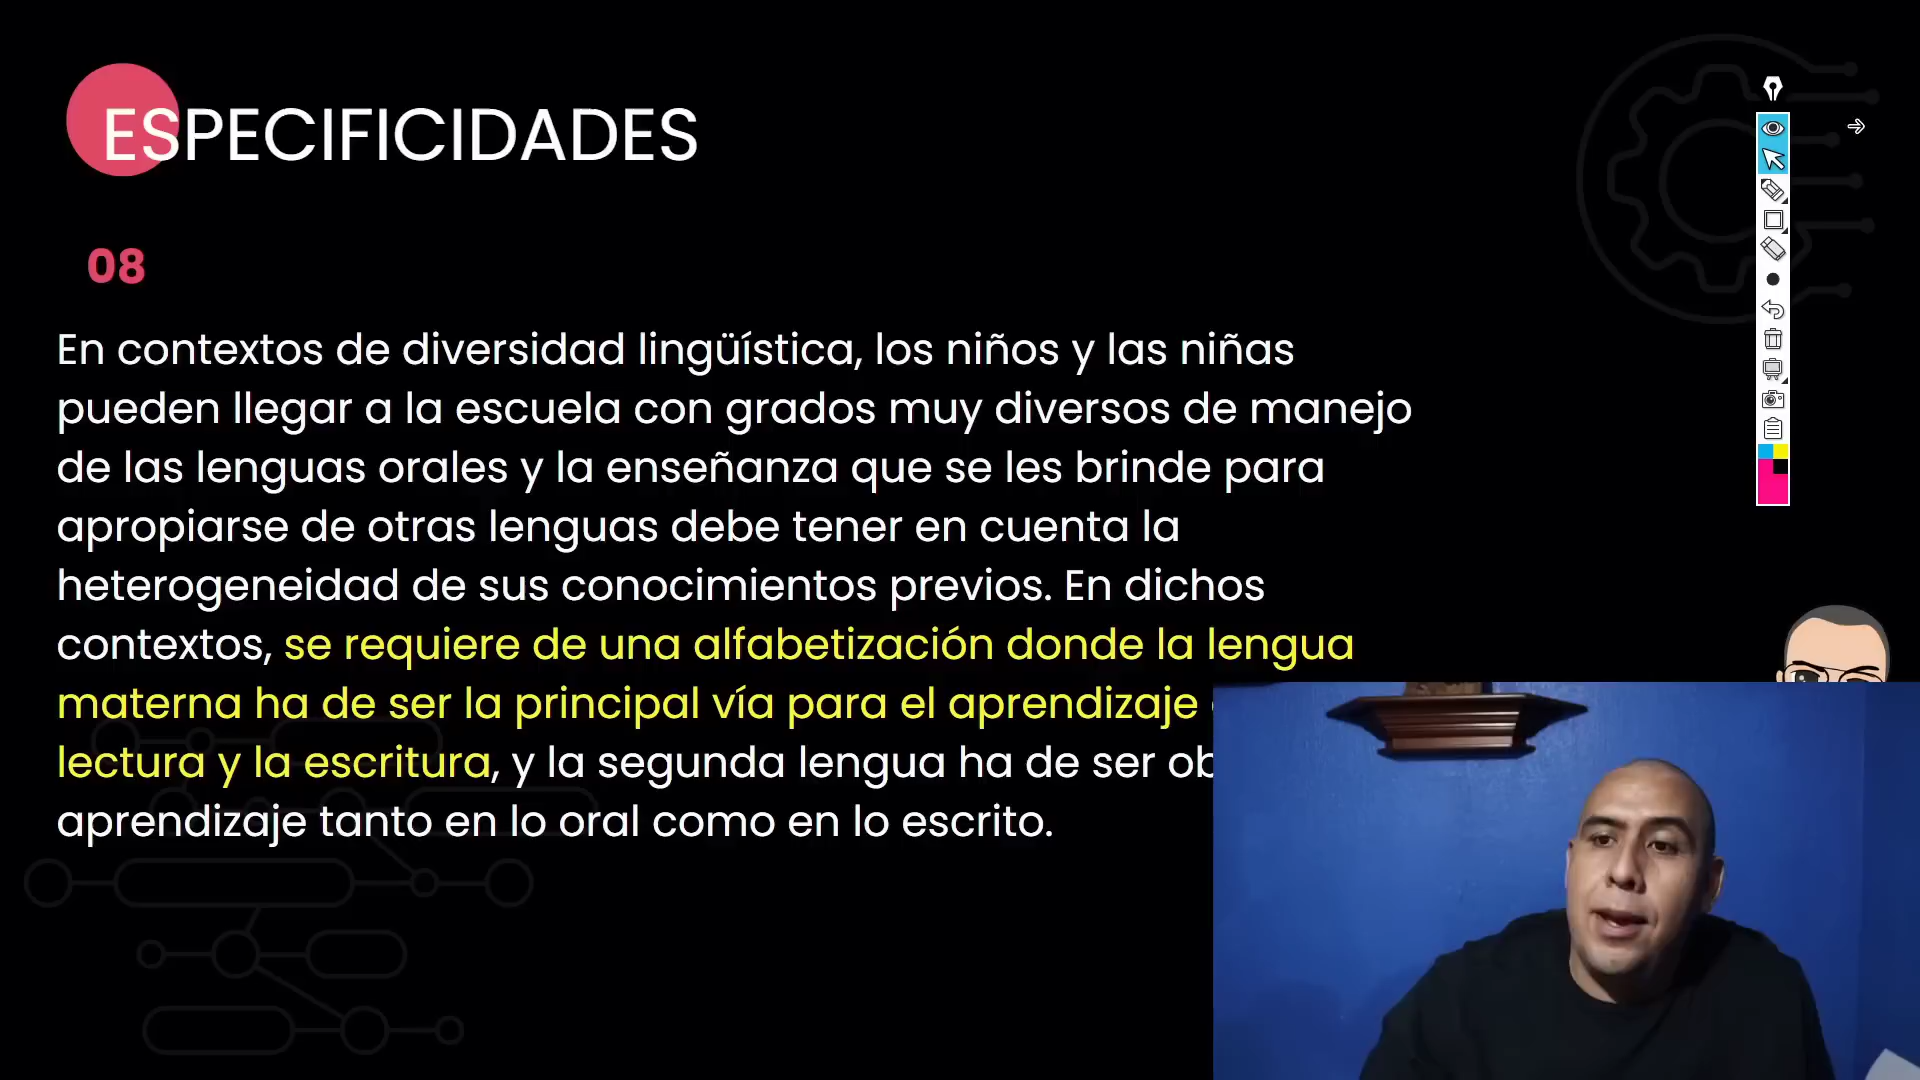 ESPECIFICIDADES
08
En contextos de diversidad lingüística, los niños y las niñas
pueden llegar a la escuela con grados muy diversos de manejo
de las lenguas orales y la enseñanza que se les brinde para
apropiarse de otras lenguas debe tener en cuenta la
heterogeneidad de sus conocimientos previos. En dichos
contextos, se requiere de una alfabetización donde la lengua
materna ha de ser la principal vía para el aprendizaje
lectura y la escritura, y la segunda lengua ha de ser
aprendizaje tanto en lo oral como en lo escrito.